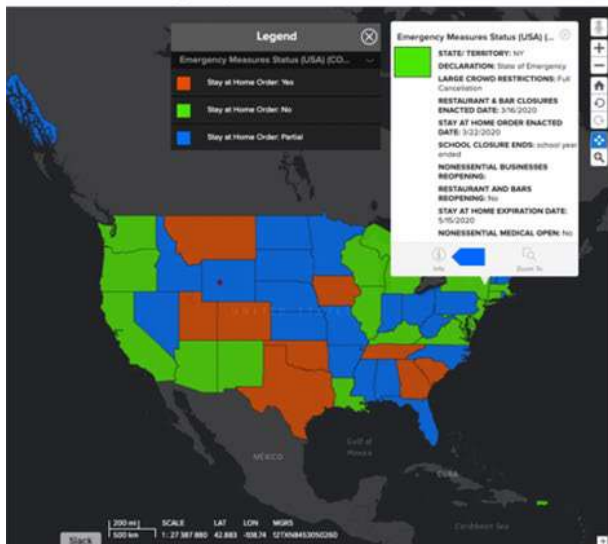 Legend
Emergency Measures Status (USA) (CO...
Stay at Home Order: Yes
Stay at Home Order: No
Stay at Home Order: Partial
Emergency Measures Status (USA) (...
STATE/ TERRITORY: NY
DECLARATION: State of Emergency
LARGE CROWD RESTRICTIONS: Full
Cancellation
RESTAURANT & BAR CLOSURES
ENACTED DATE: 3/16/2020
STAY AT HOME ORDER ENACTED
DATE: 3/22/2020
SCHOOL CLOSURE ENDS: school year
ended
NONESSENTIAL BUSINESSES
REOPENING:
RESTAURANT AND BARS
REOPENING: No
STAY AT HOME EXPIRATION DATE:
5/15/2020
NONESSENTIAL MEDICAL OPEN: No
Info
Zoom To
UNITED STATES
MÉXICO
Gulf of
Mexico
CUBA
Caribbean Sea
Slack
200 mi
500 km
SCALE LAT LON MGRS
1 : 27 387 880 42.883 -108.74 12TXN8453050260